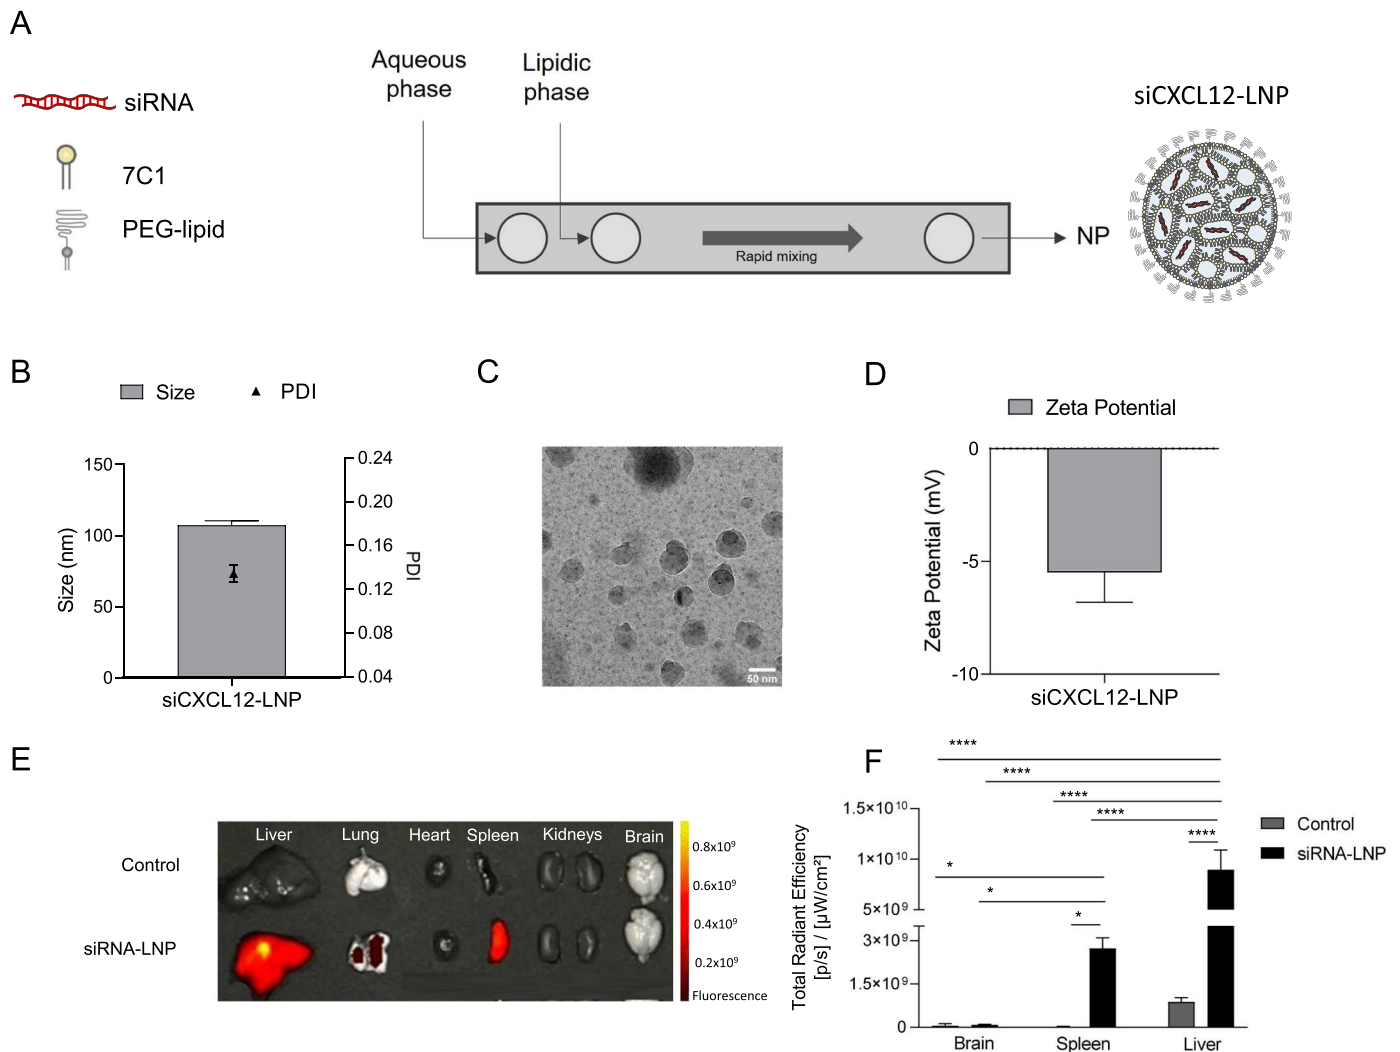 A
siRNA
7C1
PEG-lipid
Aqueous
phase
Lipidic
phase
Rapid mixing
NP
siCXCL12-LNP
B
Size
PDI
150
100
50
0
Size (nm)
0.24
0.20
0.16
0.12
0.08
0.04
PDI
siCXCL12-LNP
C
50 nm
D
Zeta Potential
0
-5
-10
Zeta Potential (mV)
siCXCL12-LNP
E
Liver Lung Heart Spleen Kidneys Brain
Control
siRNA-LNP
0.8x10⁹
0.6x10⁹
0.4x10⁹
0.2x10⁹
Fluorescence
F
****
****
****
****
****
*
*
*
1.5×10¹⁰
1×10¹⁰
5×10⁹
3×10⁹
1.5×10⁹
0
Total Radiant Efficiency
[p/s] / [µW/cm²]
Brain Spleen Liver
Control
siRNA-LNP